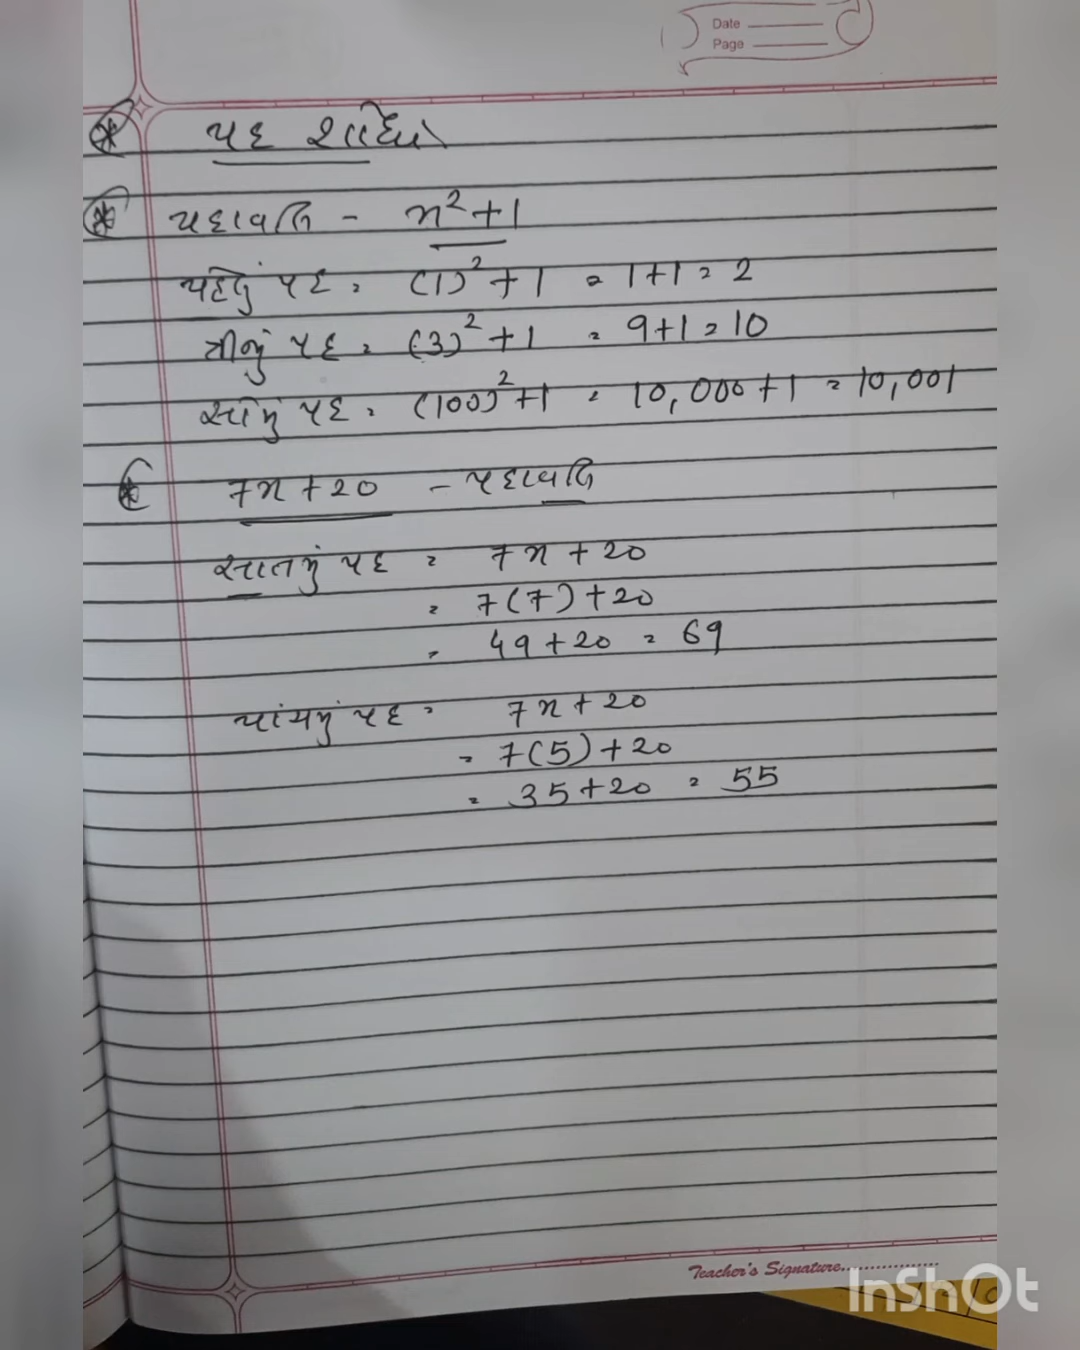 Date
Page
પદ શોધો
પદાવલિ - n²+1
પહેલું પદ = (1)²+1 = 1+1=2
ત્રીજું પદ = (3)²+1 = 9+1=10
સોમું પદ = (100)²+1 = 10,000+1 = 10,001
7n+20 - પદાવલિ
સાતમું પદ = 7n+20
= 7(7)+20
= 49+20 = 69
પાંચમું પદ = 7n+20
= 7(5)+20
= 35+20 = 55
Teacher's Signature..................
InShOt